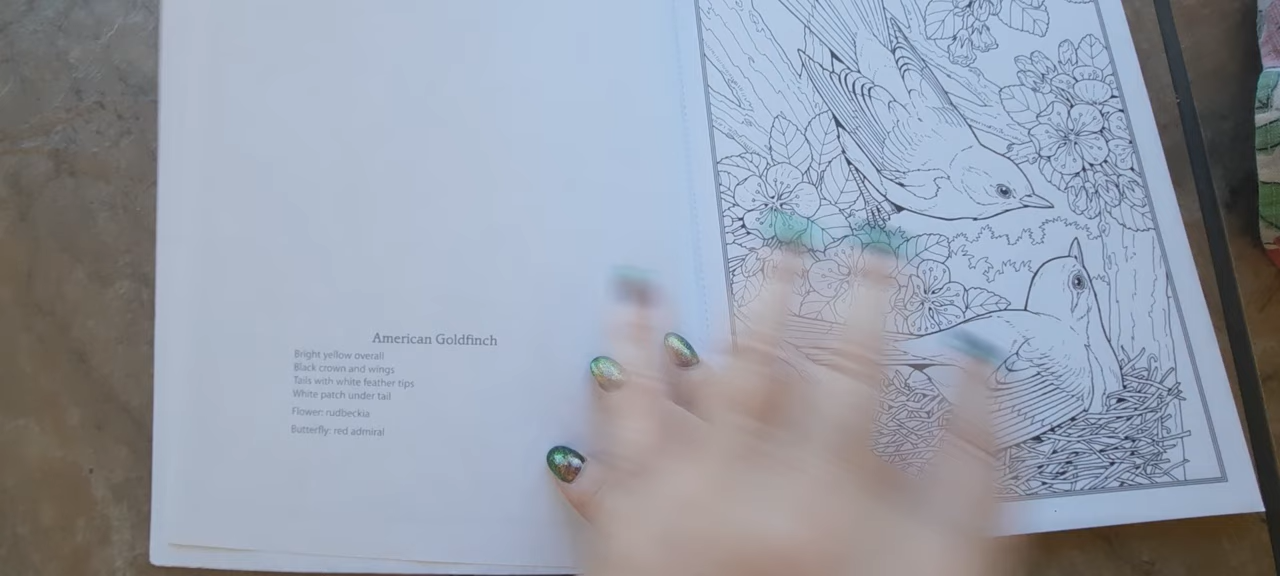 American Goldfinch
Bright yellow overall
Black crown and wings
Tails with white feather tips
White patch under tail
Flower: rudbeckia
Butterfly: red admiral